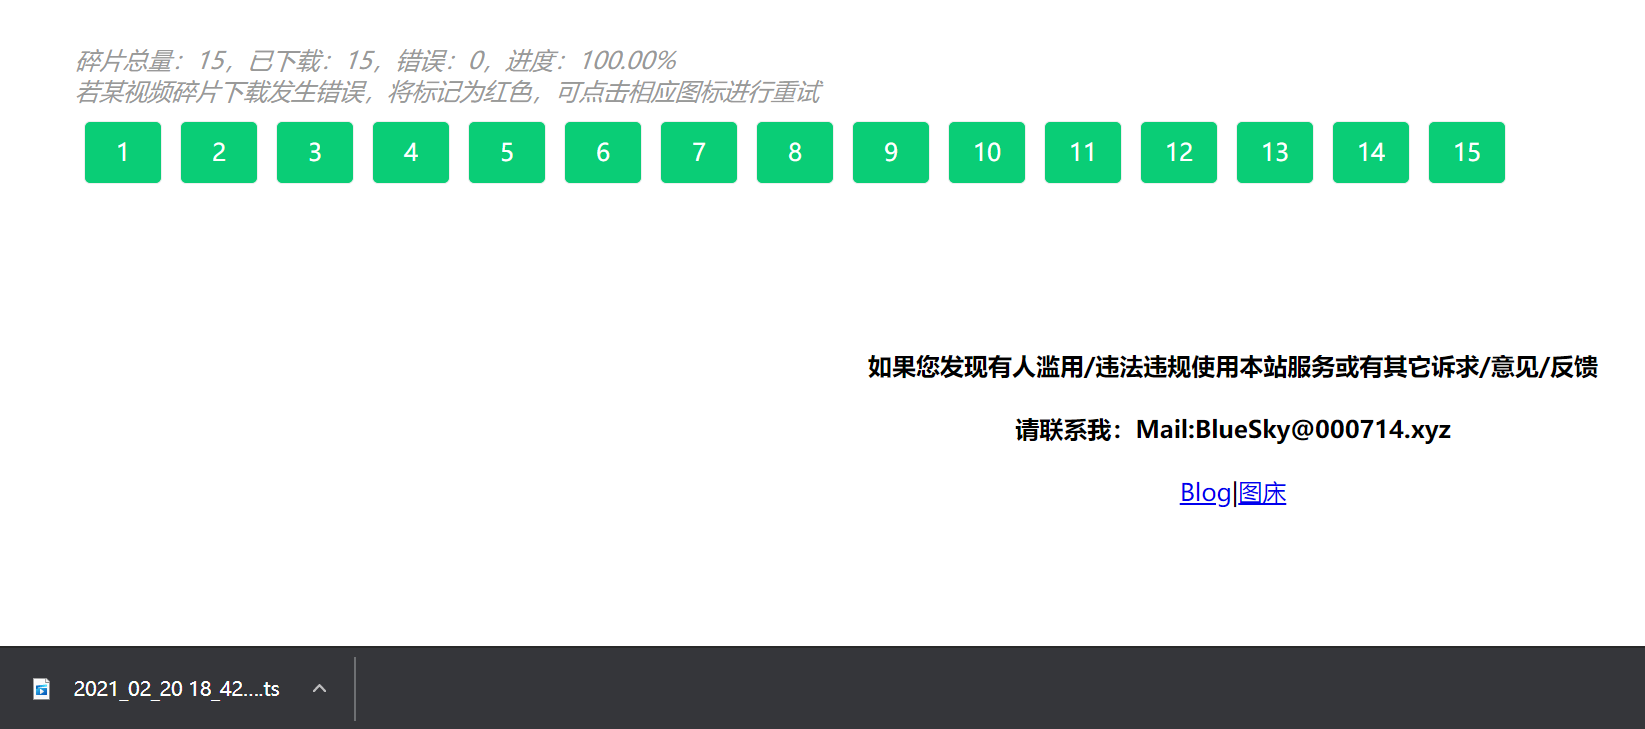 碎片总量：15，已下载：15，错误：0，进度：100.00%
若某视频碎片下载发生错误，将标记为红色，可点击相应图标进行重试
1 2 3 4 5 6 7 8 9 10 11 12 13 14 15
如果您发现有人滥用/违法违规使用本站服务或有其它诉求/意见/反馈
请联系我：Mail:BlueSky@000714.xyz
Blog|图床
2021_02_20 18_42....ts